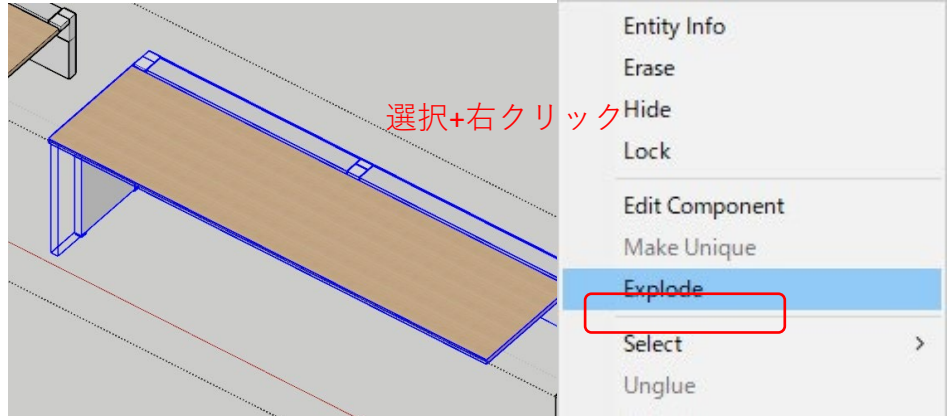 選択+右クリック
Entity Info
Erase
Hide
Lock
Edit Component
Make Unique
Explode
Select
Unglue